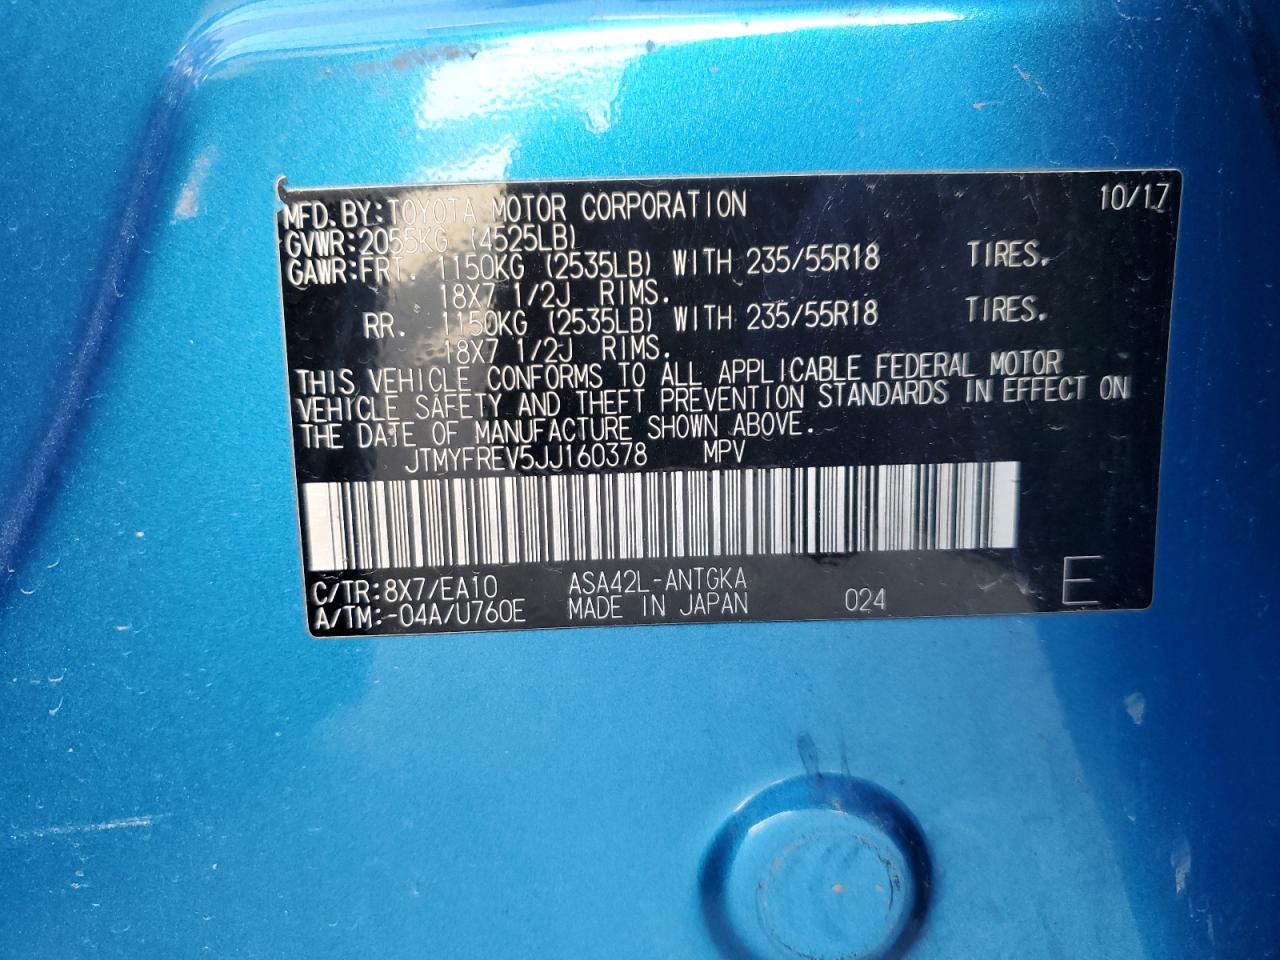 MFD.BY:TOYOTA MOTOR CORPORATION 10/17
GVWR:2055KG (4525LB)
GAWR:FRT. 1150KG (2535LB) WITH 235/55R18 TIRES.
18X7 1/2J RIMS.
RR. 1150KG (2535LB) WITH 235/55R18 TIRES.
18X7 1/2J RIMS.
THIS VEHICLE CONFORMS TO ALL APPLICABLE FEDERAL MOTOR
VEHICLE SAFETY AND THEFT PREVENTION STANDARDS IN EFFECT ON
THE DATE OF MANUFACTURE SHOWN ABOVE.
JTMYFREV5JJ160378 MPV
C/TR:8X7/EA10 ASA42L-ANTGKA
A/TM:-04A/U760E MADE IN JAPAN 024 E